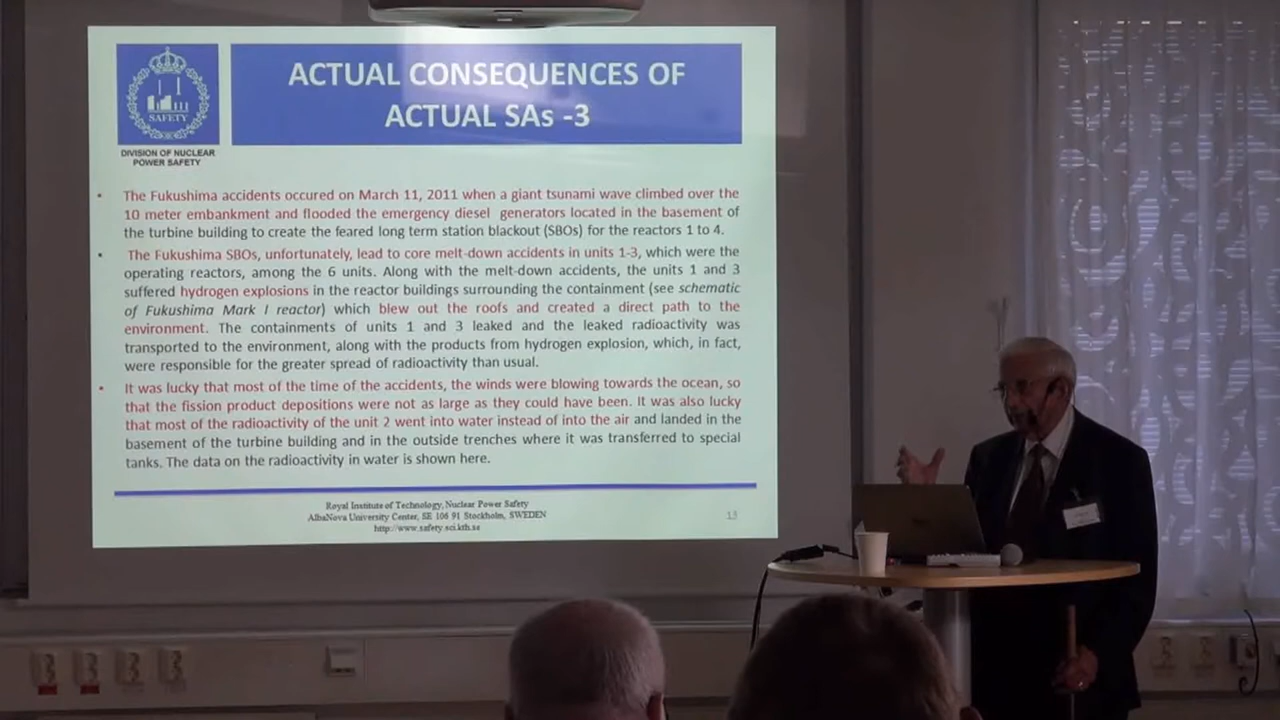 ACTUAL CONSEQUENCES OF
ACTUAL SAs -3
SAFETY
DIVISION OF NUCLEAR
POWER SAFETY
• The Fukushima accidents occured on March 11, 2011 when a giant tsunami wave climbed over the
10 meter embankment and flooded the emergency diesel generators located in the basement of
the turbine building to create the feared long term station blackout (SBOs) for the reactors 1 to 4.
• The Fukushima SBOs, unfortunately, lead to core melt-down accidents in units 1-3, which were the
operating reactors, among the 6 units. Along with the melt-down accidents, the units 1 and 3
suffered hydrogen explosions in the reactor buildings surrounding the containment (see schematic
of Fukushima Mark I reactor) which blew out the roofs and created a direct path to the
environment. The containments of units 1 and 3 leaked and the leaked radioactivity was
transported to the environment, along with the products from hydrogen explosion, which, in fact,
were responsible for the greater spread of radioactivity than usual.
• It was lucky that most of the time of the accidents, the winds were blowing towards the ocean, so
that the fission product depositions were not as large as they could have been. It was also lucky
that most of the radioactivity of the unit 2 went into water instead of into the air and landed in the
basement of the turbine building and in the outside trenches where it was transferred to special
tanks. The data on the radioactivity in water is shown here.
Royal Institute of Technology, Nuclear Power Safety
AlbaNova University Center, SE 106 91 Stockholm, SWEDEN
http://www.safety.sci.kth.se
13